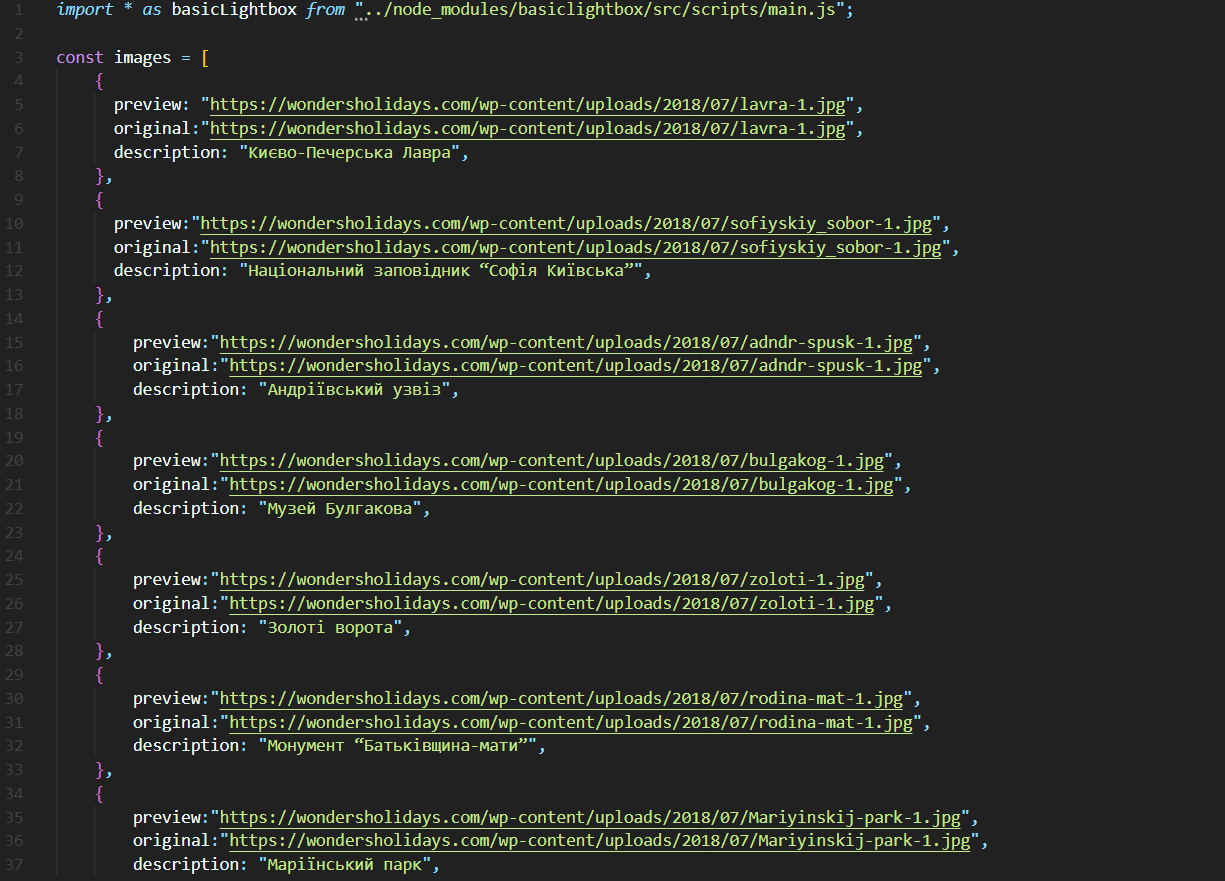 1 import * as basicLightbox from "../node_modules/basiclightbox/src/scripts/main.js";
2
3 const images = [
4 {
5 preview: "https://wondersholidays.com/wp-content/uploads/2018/07/lavra-1.jpg",
6 original:"https://wondersholidays.com/wp-content/uploads/2018/07/lavra-1.jpg",
7 description: "Києво-Печерська Лавра",
8 },
9 {
10 preview:"https://wondersholidays.com/wp-content/uploads/2018/07/sofiyskiy_sobor-1.jpg",
11 original:"https://wondersholidays.com/wp-content/uploads/2018/07/sofiyskiy_sobor-1.jpg",
12 description: "Національний заповідник “Софія Київська”",
13 },
14 {
15 preview:"https://wondersholidays.com/wp-content/uploads/2018/07/adndr-spusk-1.jpg",
16 original:"https://wondersholidays.com/wp-content/uploads/2018/07/adndr-spusk-1.jpg",
17 description: "Андріївський узвіз",
18 },
19 {
20 preview:"https://wondersholidays.com/wp-content/uploads/2018/07/bulgakog-1.jpg",
21 original:"https://wondersholidays.com/wp-content/uploads/2018/07/bulgakog-1.jpg",
22 description: "Музей Булгакова",
23 },
24 {
25 preview:"https://wondersholidays.com/wp-content/uploads/2018/07/zoloti-1.jpg",
26 original:"https://wondersholidays.com/wp-content/uploads/2018/07/zoloti-1.jpg",
27 description: "Золоті ворота",
28 },
29 {
30 preview:"https://wondersholidays.com/wp-content/uploads/2018/07/rodina-mat-1.jpg",
31 original:"https://wondersholidays.com/wp-content/uploads/2018/07/rodina-mat-1.jpg",
32 description: "Монумент “Батьківщина-мати”",
33 },
34 {
35 preview:"https://wondersholidays.com/wp-content/uploads/2018/07/Mariyinskij-park-1.jpg",
36 original:"https://wondersholidays.com/wp-content/uploads/2018/07/Mariyinskij-park-1.jpg",
37 description: "Маріїнський парк",